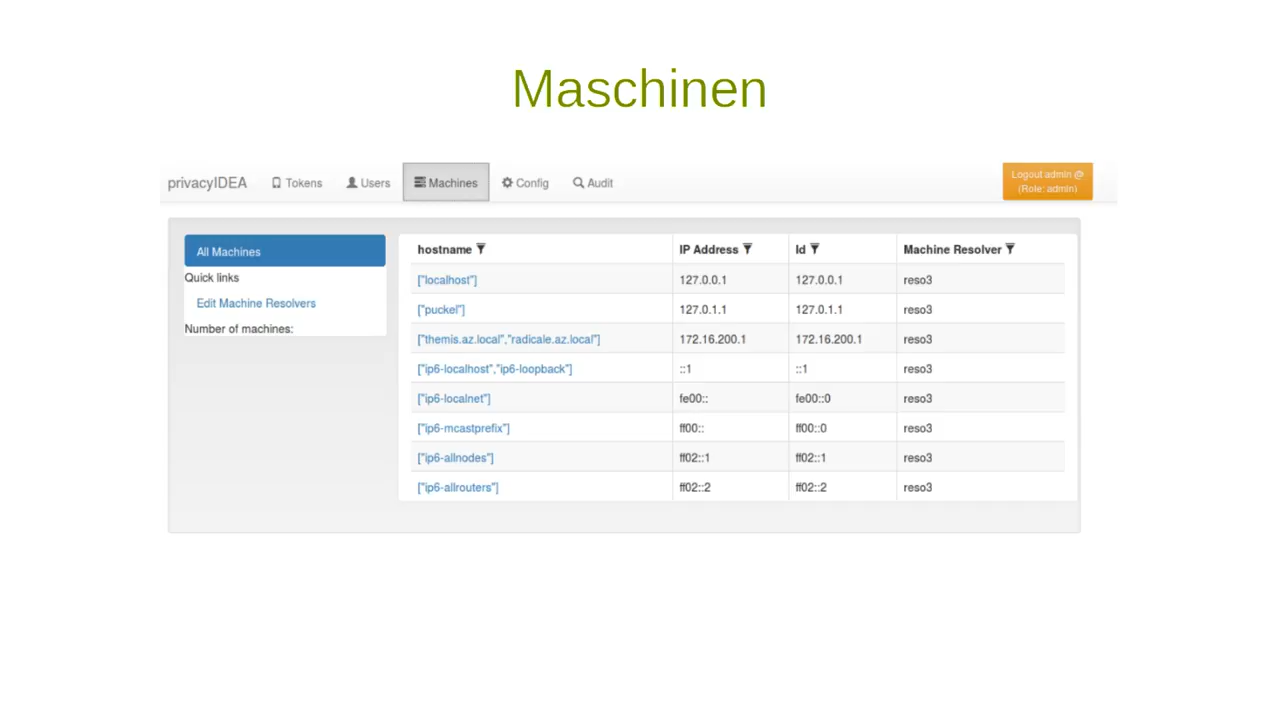 Maschinen
privacyIDEA Tokens Users Machines Config Audit
Logout admin @
(Role: admin)
All Machines
Quick links
Edit Machine Resolvers
Number of machines:
hostname IP Address Id Machine Resolver
["localhost"] 127.0.0.1 127.0.0.1 reso3
["puckel"] 127.0.1.1 127.0.1.1 reso3
["themis.az.local","radicale.az.local"] 172.16.200.1 172.16.200.1 reso3
["ip6-localhost","ip6-loopback"] ::1 ::1 reso3
["ip6-localnet"] fe00:: fe00::0 reso3
["ip6-mcastprefix"] ff00:: ff00::0 reso3
["ip6-allnodes"] ff02::1 ff02::1 reso3
["ip6-allrouters"] ff02::2 ff02::2 reso3